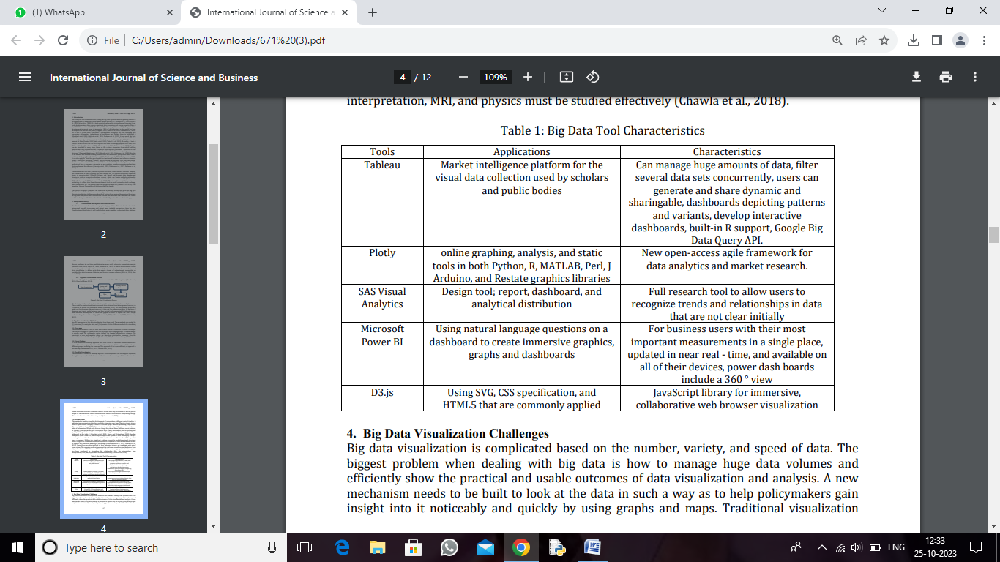 (1) WhatsApp
International Journal of Science a
File
C:/Users/admin/Downloads/671%20(3).pdf
International Journal of Science and Business
4 / 12
109%
2
3
4
interpretation, MRI, and physics must be studied effectively (Chawla et al., 2018).
Table 1: Big Data Tool Characteristics
Tools Applications Characteristics
Tableau
Market intelligence platform for the
visual data collection used by scholars
and public bodies
Can manage huge amounts of data, filter
several data sets concurrently, users can
generate and share dynamic and
sharingable, dashboards depicting patterns
and variants, develop interactive
dashboards, built-in R support, Google Big
Data Query API.
Plotly
online graphing, analysis, and static
tools in both Python, R, MATLAB, Perl, J
Arduino, and Restate graphics libraries
New open-access agile framework for
data analytics and market research.
SAS Visual
Analytics
Design tool; report, dashboard, and
analytical distribution
Full research tool to allow users to
recognize trends and relationships in data
that are not clear initially
Microsoft
Power BI
Using natural language questions on a
dashboard to create immersive graphics,
graphs and dashboards
For business users with their most
important measurements in a single place,
updated in near real - time, and available on
all of their devices, power dash boards
include a 360 ° view
D3.js
Using SVG, CSS specification, and
HTML5 that are commonly applied
JavaScript library for immersive,
collaborative web browser visualization
4. Big Data Visualization Challenges
Big data visualization is complicated based on the number, variety, and speed of data. The
biggest problem when dealing with big data is how to manage huge data volumes and
efficiently show the practical and usable outcomes of data visualization and analysis. A new
mechanism needs to be built to look at the data in such a way as to help policymakers gain
insight into it noticeably and quickly by using graphs and maps. Traditional visualization
Type here to search
ENG
12:33
25-10-2023